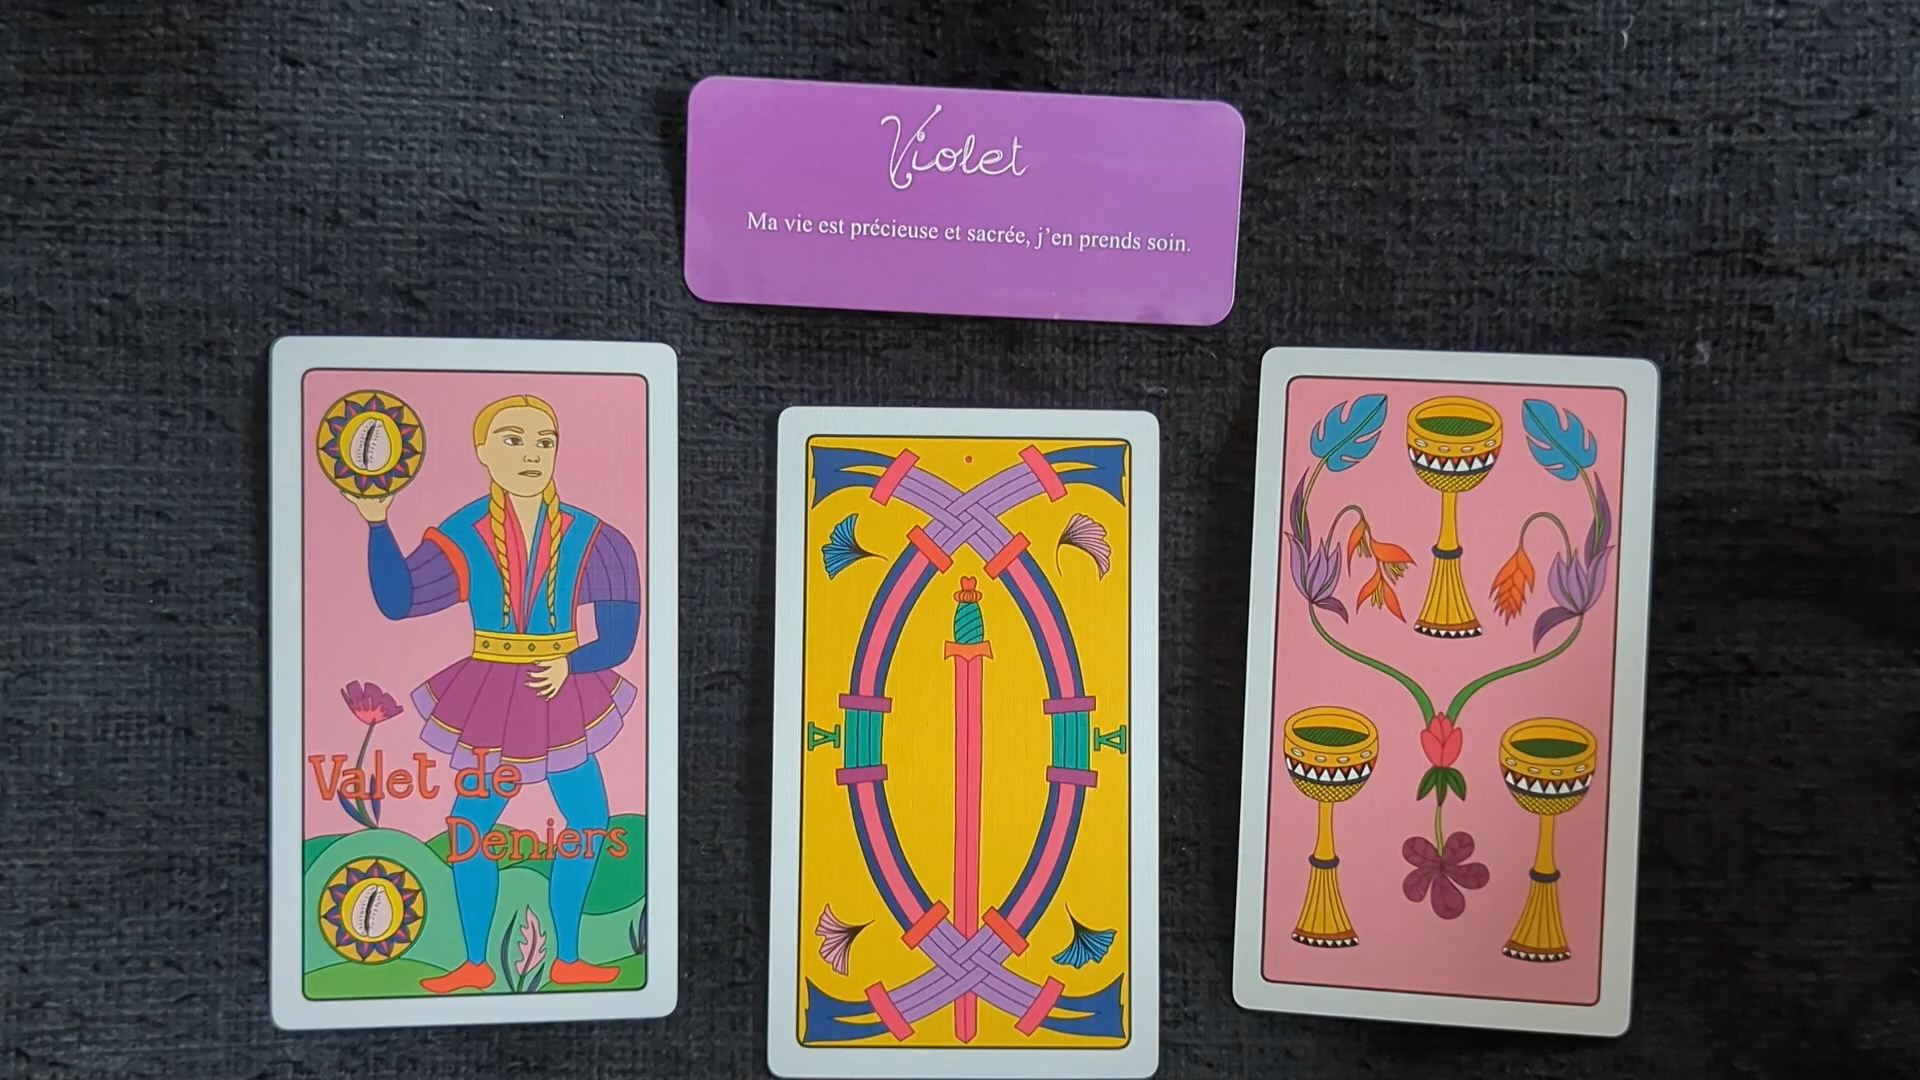 Violet
Ma vie est précieuse et sacrée, j'en prends soin.
Valet de
Deniers
V
V